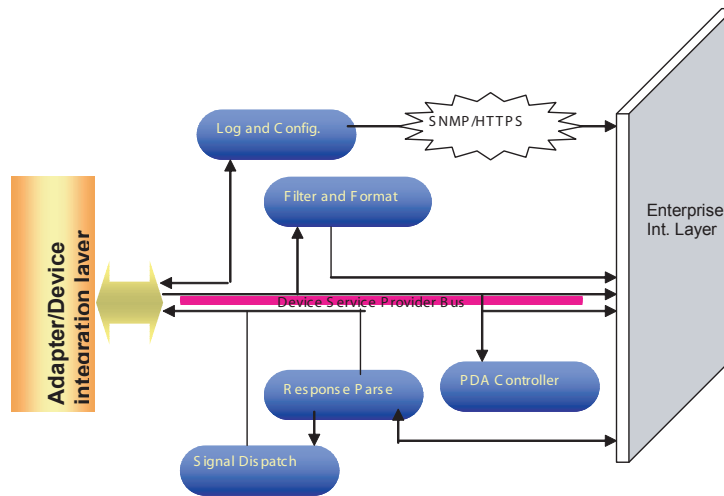 SNMP/HTTPS
Log and Config.
Filter and Format
Enterprise
Int. Layer
Adapter/Device
integration laver
Device Service Provider Bus
Response Parse
PDA Controller
Signal Dispatch